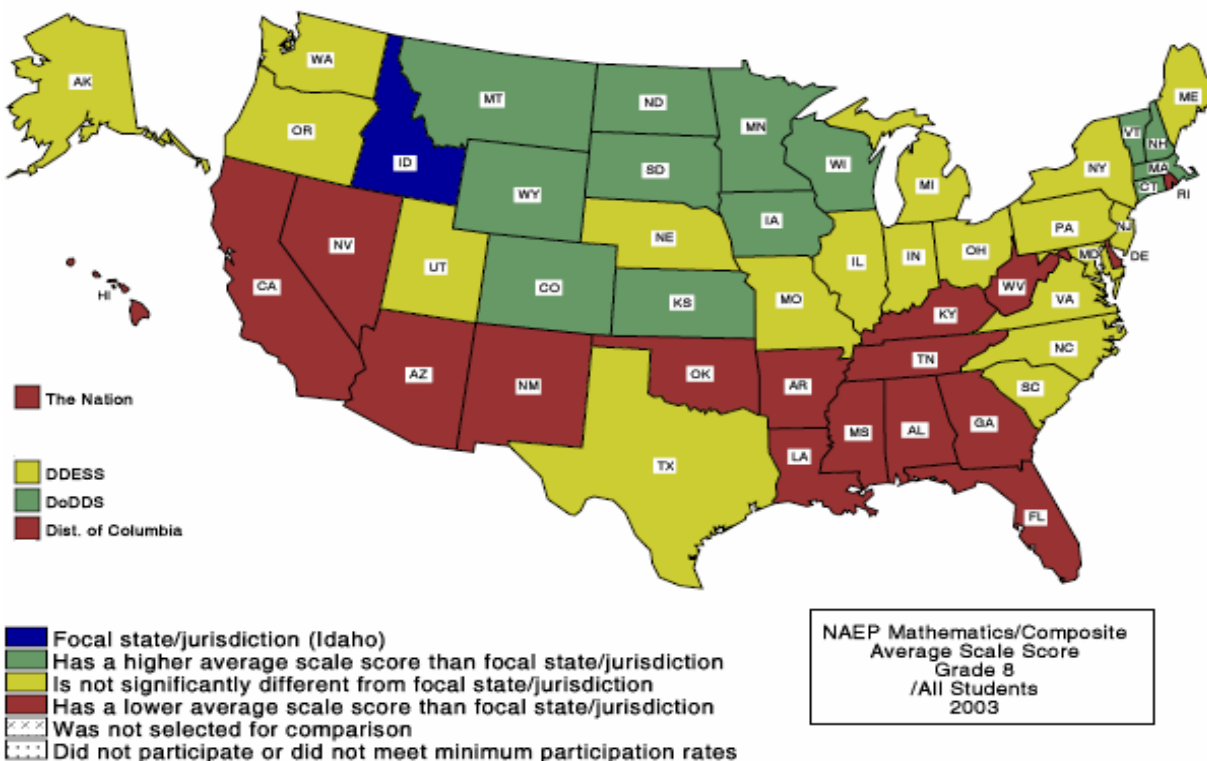 AK
WA
OR
ID
MT
ND
MN
SD
WY
WI
MI
NY
VT
NH
ME
MA
CT
RI
IA
NE
NV
UT
CA
CO
KS
MO
IL
IN
OH
PA
NJ
MD
DE
WV
VA
KY
NC
TN
SC
HI
AZ
NM
OK
AR
MS
AL
GA
LA
TX
FL
The Nation
DDESS
DoDDS
Dist. of Columbia
Focal state/jurisdiction (Idaho)
Has a higher average scale score than focal state/jurisdiction
Is not significantly different from focal state/jurisdiction
Has a lower average scale score than focal state/jurisdiction
Was not selected for comparison
Did not participate or did not meet minimum participation rates
NAEP Mathematics/Composite
Average Scale Score
Grade 8
/All Students
2003